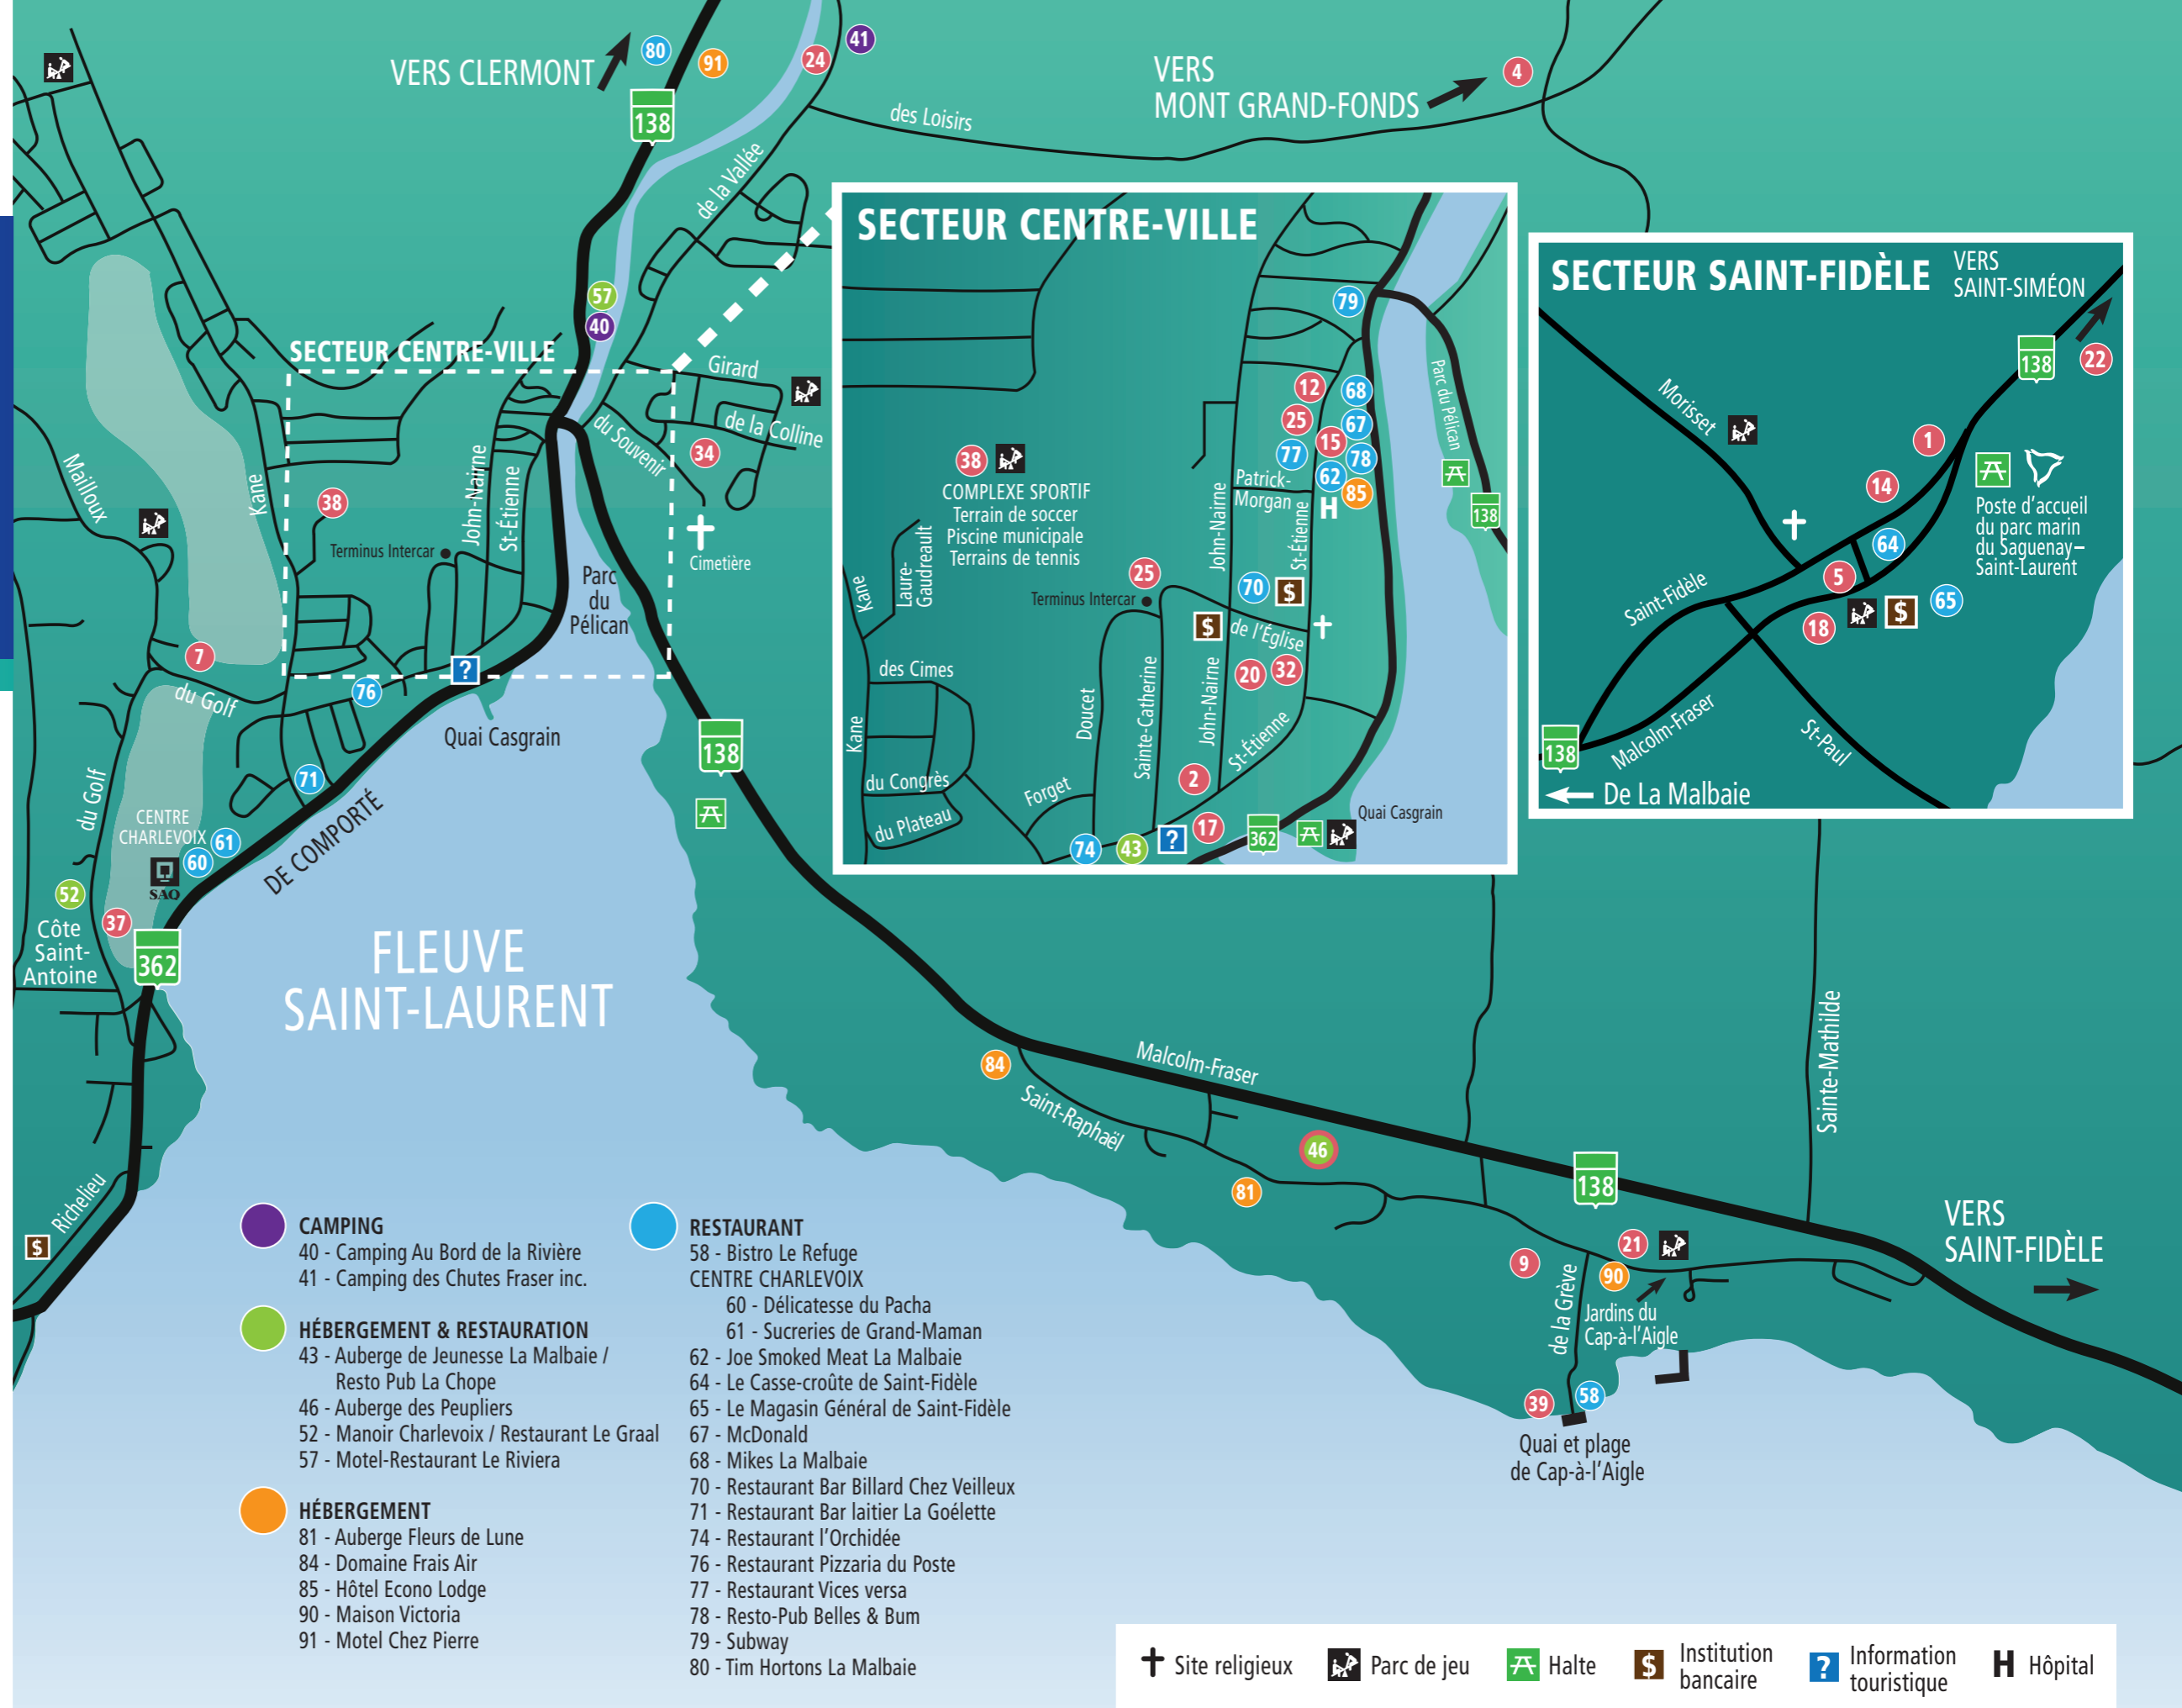 VERS CLERMONT
80
91
24
41
138
des Loisirs
VERS
MONT GRAND-FONDS
4
de la Vallée
57
40
SECTEUR CENTRE-VILLE
Girard
de la Colline
du Souvenir
34
Cimetière
Mailloux
Kane
38
John-Nairne
St-Étienne
Terminus Intercar
Parc
du
Pélican
7
du Golf
76
?
Quai Casgrain
138
71
du Golf
CENTRE
CHARLEVOIX
61
60
SAQ
DE COMPORTÉ
52
37
Côte
Saint-
Antoine
362
FLEUVE
SAINT-LAURENT
Richelieu
$
SECTEUR CENTRE-VILLE
79
Parc du Pélican
12
68
25
67
15
77
78
62
85
H
138
38
COMPLEXE SPORTIF
Terrain de soccer
Piscine municipale
Terrains de tennis
Patrick-
Morgan
John-Nairne
St-Étienne
Laure-
Gaudreault
Kane
25
Terminus Intercar
70
$
$
de l'Église
20
32
des Cimes
Kane
Doucet
Sainte-Catherine
John-Nairne
St-Étienne
du Congrès
du Plateau
Forget
2
74
43
?
17
362
Quai Casgrain
SECTEUR SAINT-FIDÈLE
VERS
SAINT-SIMÉON
138
22
Morisset
1
14
Poste d'accueil
du parc marin
du Saguenay–
Saint-Laurent
64
5
65
$
18
Saint-Fidèle
Malcolm-Fraser
St-Paul
138
De La Malbaie
84
Malcolm-Fraser
Saint-Raphaël
46
81
138
Sainte-Mathilde
VERS
SAINT-FIDÈLE
21
9
90
de la Grève
Jardins du
Cap-à-l'Aigle
39
58
Quai et plage
de Cap-à-l'Aigle
CAMPING
40 - Camping Au Bord de la Rivière
41 - Camping des Chutes Fraser inc.
HÉBERGEMENT & RESTAURATION
43 - Auberge de Jeunesse La Malbaie /
Resto Pub La Chope
46 - Auberge des Peupliers
52 - Manoir Charlevoix / Restaurant Le Graal
57 - Motel-Restaurant Le Riviera
HÉBERGEMENT
81 - Auberge Fleurs de Lune
84 - Domaine Frais Air
85 - Hôtel Econo Lodge
90 - Maison Victoria
91 - Motel Chez Pierre
RESTAURANT
58 - Bistro Le Refuge
CENTRE CHARLEVOIX
60 - Délicatesse du Pacha
61 - Sucreries de Grand-Maman
62 - Joe Smoked Meat La Malbaie
64 - Le Casse-croûte de Saint-Fidèle
65 - Le Magasin Général de Saint-Fidèle
67 - McDonald
68 - Mikes La Malbaie
70 - Restaurant Bar Billard Chez Veilleux
71 - Restaurant Bar laitier La Goélette
74 - Restaurant l'Orchidée
76 - Restaurant Pizzaria du Poste
77 - Restaurant Vices versa
78 - Resto-Pub Belles & Bum
79 - Subway
80 - Tim Hortons La Malbaie
Site religieux
Parc de jeu
Halte
$ Institution
bancaire
? Information
touristique
H Hôpital